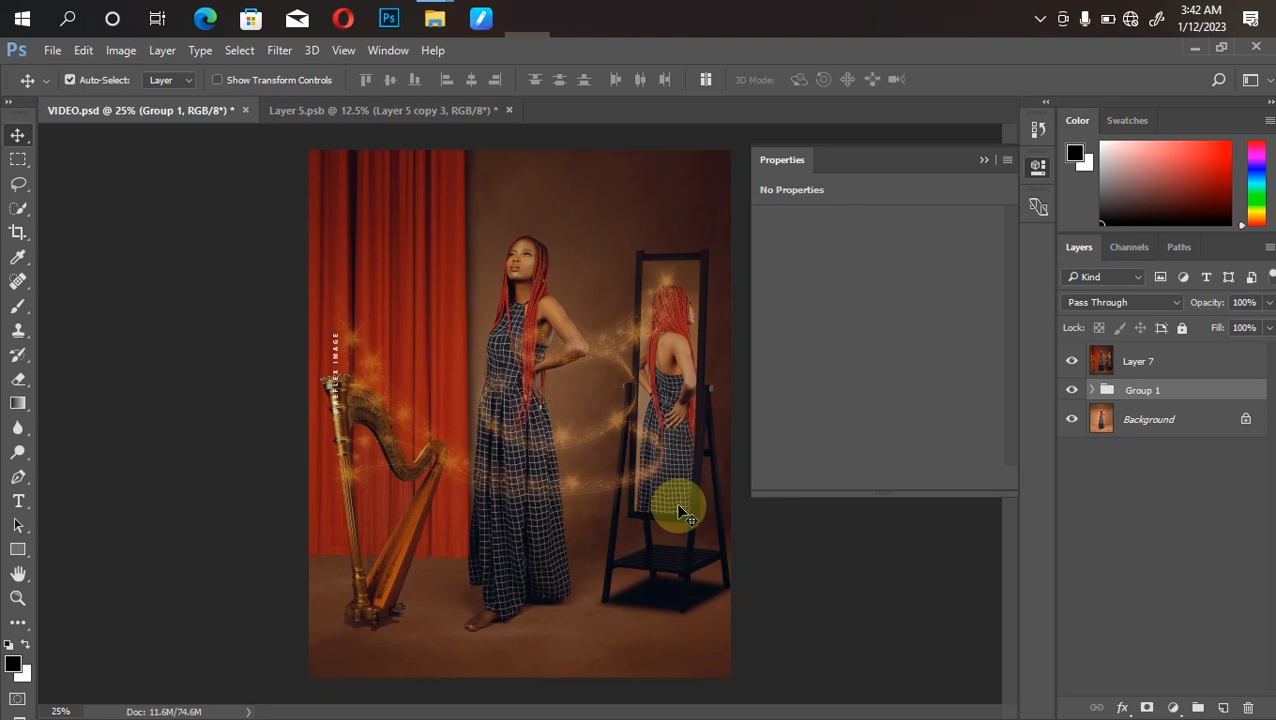 3:42 AM
1/12/2023
Ps
Ps File Edit Image Layer Type Select Filter 3D View Window Help
Auto-Select: Layer Show Transform Controls 3D Mode:
VIDEO.psd @ 25% (Group 1, RGB/8*) * Layer 5.psb @ 12.5% (Layer 5 copy 3, RGB/8*) *
Color Swatches
Properties
No Properties
Layers Channels Paths
Kind
Pass Through Opacity: 100%
Lock: Fill: 100%
Layer 7
Group 1
Background
REFLEX IMAGE
25% Doc: 11.6M/74.6M